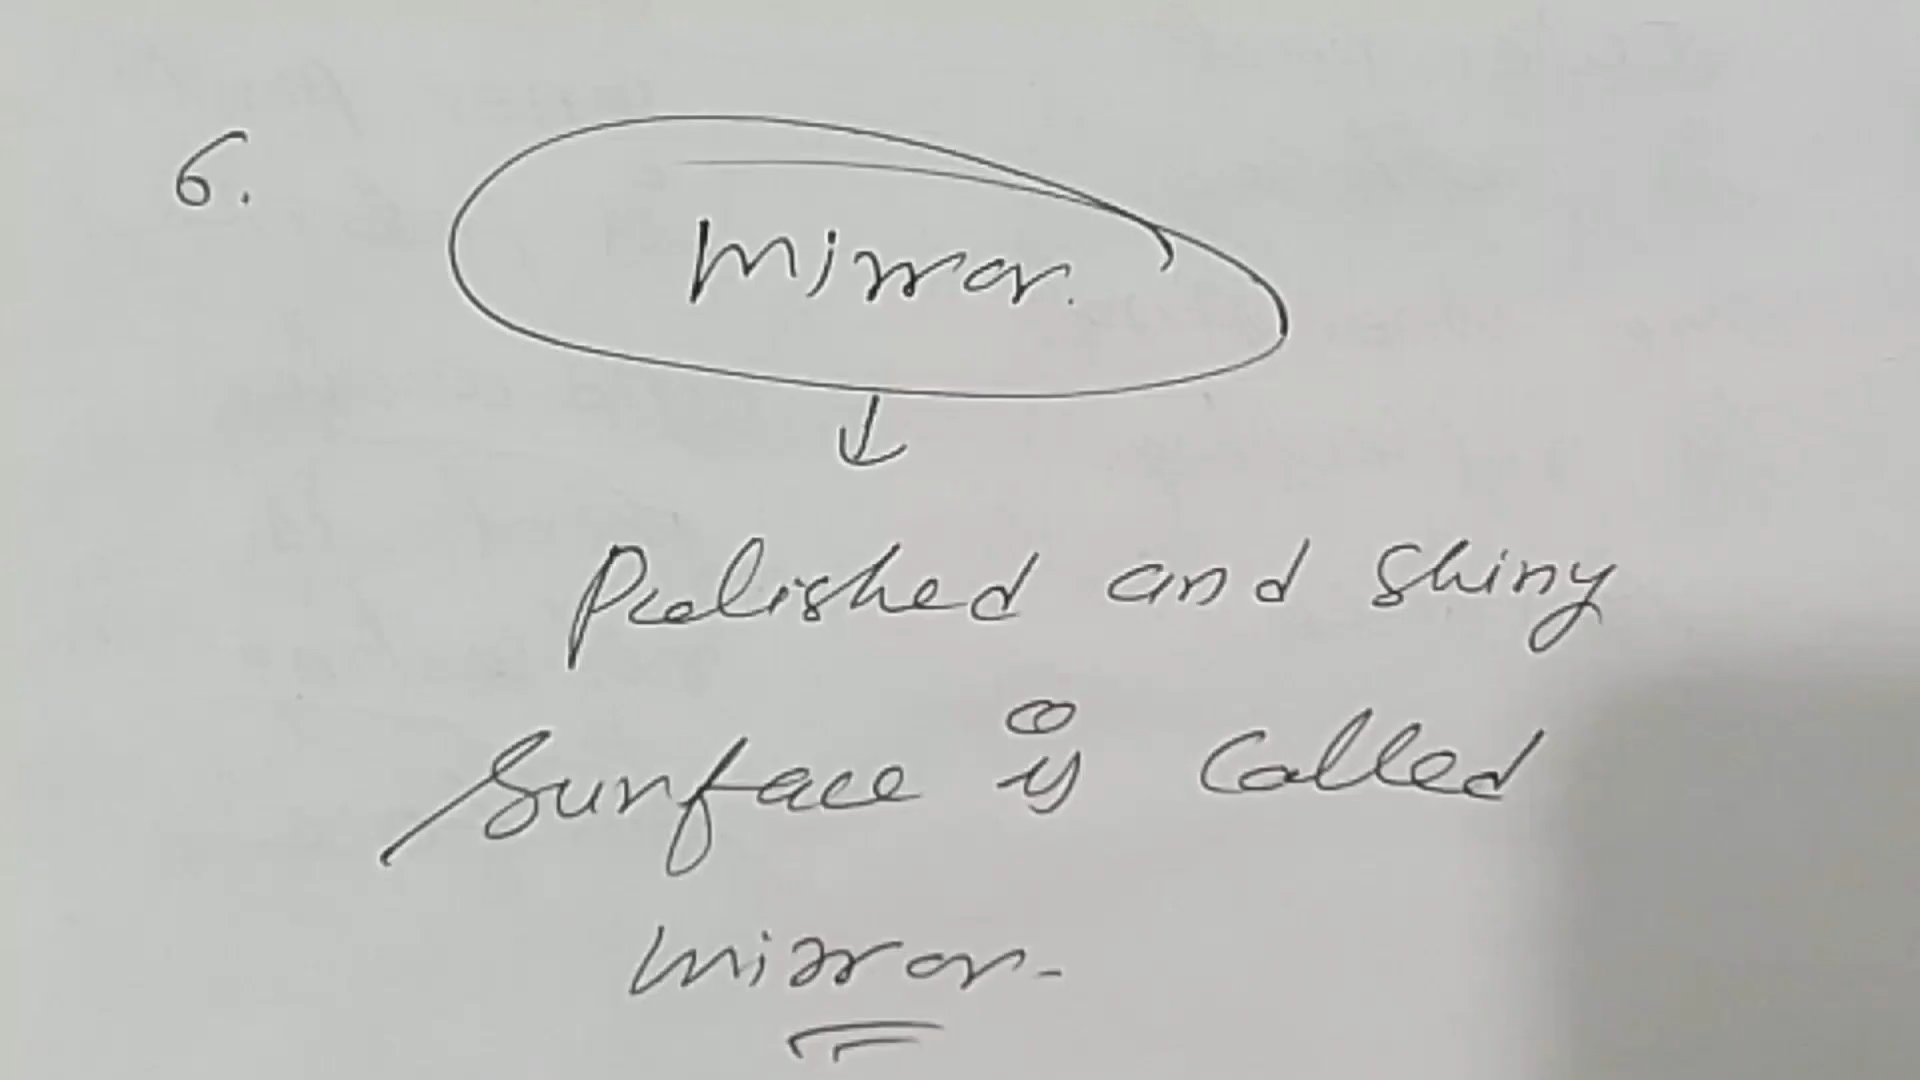 6.
Mirror.
Polished and shiny
surface is called
mirror.